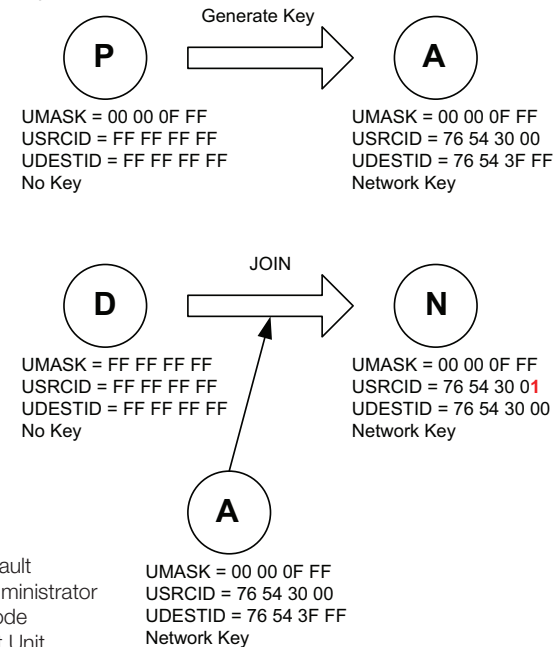 Generate Key
P
A
UMASK = 00 00 0F FF
USRCID = FF FF FF FF
UDESTID = FF FF FF FF
No Key
UMASK = 00 00 0F FF
USRCID = 76 54 30 00
UDESTID = 76 54 3F FF
Network Key
JOIN
D
N
UMASK = FF FF FF FF
USRCID = FF FF FF FF
UDESTID = FF FF FF FF
No Key
UMASK = 00 00 0F FF
USRCID = 76 54 30 01
UDESTID = 76 54 30 00
Network Key
A
UMASK = 00 00 0F FF
USRCID = 76 54 30 00
UDESTID = 76 54 3F FF
Network Key
Unit